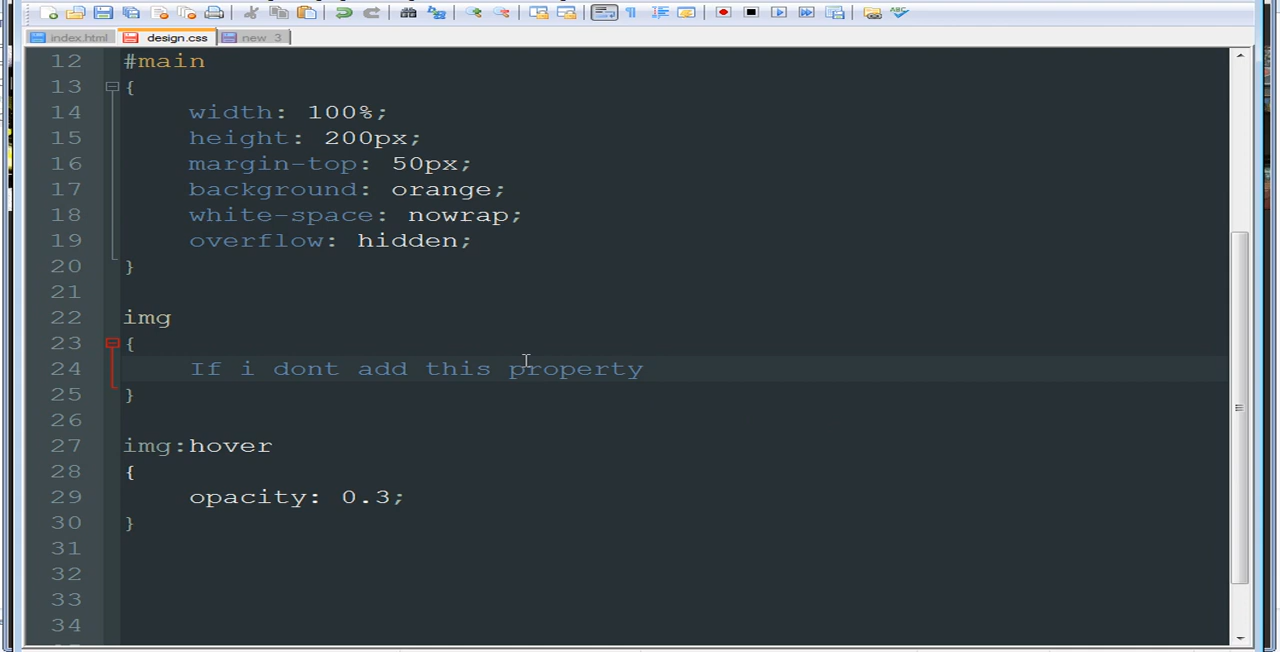 index.html design.css new 3
12 #main
13 {
14 width: 100%;
15 height: 200px;
16 margin-top: 50px;
17 background: orange;
18 white-space: nowrap;
19 overflow: hidden;
20 }
21
22 img
23 {
24 If i dont add this property
25 }
26
27 img:hover
28 {
29 opacity: 0.3;
30 }
31
32
33
34